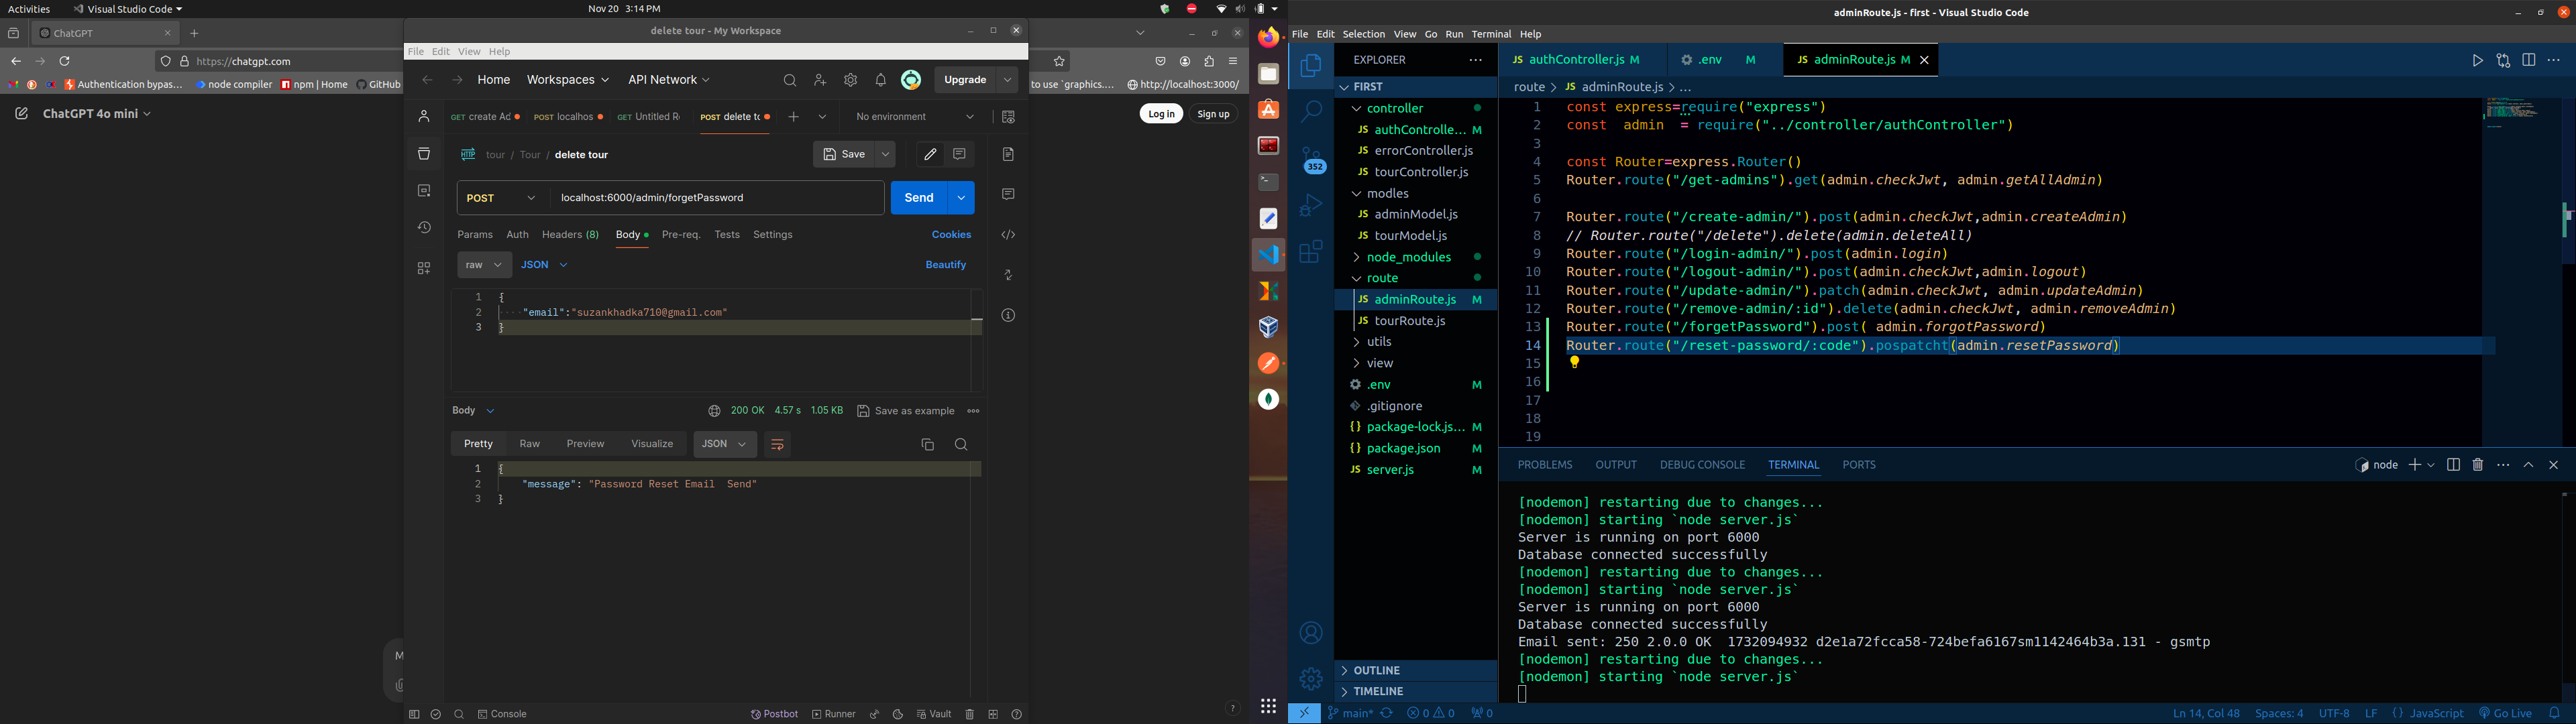 Activities
Visual Studio Code
Nov 20 3:14 PM
ChatGPT
https://chatgpt.com
Authentication bypas…
node compiler
npm | Home
GitHub
to use `graphics.…
http://localhost:3000/
ChatGPT 4o mini
Log in
Sign up
M
?
delete tour - My Workspace
File Edit View Help
Home
Workspaces
API Network
Upgrade
GET create Ad
POST localhos
GET Untitled Re
POST delete to
No environment
HTTP
tour / Tour / delete tour
Save
POST
localhost:6000/admin/forgetPassword
Send
Params Auth Headers (8) Body Pre-req. Tests Settings
Cookies
raw
JSON
Beautify
1 {
2 "email":"suzankhadka710@gmail.com"
3 }
Body
200 OK 4.57 s 1.05 KB
Save as example
Pretty Raw Preview Visualize
JSON
1 {
2 "message": "Password Reset Email  Send"
3 }
Console
Postbot
Runner
Vault
adminRoute.js - first - Visual Studio Code
File Edit Selection View Go Run Terminal Help
352
EXPLORER
FIRST
controller
JS authControlle… M
JS errorController.js
JS tourController.js
modles
JS adminModel.js
JS tourModel.js
node_modules
route
JS adminRoute.js M
JS tourRoute.js
utils
view
.env M
.gitignore
{} package-lock.js… M
{} package.json M
JS server.js M
OUTLINE
TIMELINE
JS authController.js M
.env M
JS adminRoute.js M
route > JS adminRoute.js > …
1 const express=require("express")
2 const  admin  = require("../controller/authController")
3
4 const Router=express.Router()
5 Router.route("/get-admins").get(admin.checkJwt, admin.getAllAdmin)
6
7 Router.route("/create-admin/").post(admin.checkJwt,admin.createAdmin)
8 // Router.route("/delete").delete(admin.deleteAll)
9 Router.route("/login-admin/").post(admin.login)
10 Router.route("/logout-admin/").post(admin.checkJwt,admin.logout)
11 Router.route("/update-admin/").patch(admin.checkJwt, admin.updateAdmin)
12 Router.route("/remove-admin/:id").delete(admin.checkJwt, admin.removeAdmin)
13 Router.route("/forgetPassword").post( admin.forgotPassword)
14 Router.route("/reset-password/:code").pospatcht(admin.resetPassword)
15
16
17
18
19
PROBLEMS OUTPUT DEBUG CONSOLE TERMINAL PORTS
node
[nodemon] restarting due to changes...
[nodemon] starting `node server.js`
Server is running on port 6000
Database connected successfully
[nodemon] restarting due to changes...
[nodemon] starting `node server.js`
Server is running on port 6000
Database connected successfully
Email sent: 250 2.0.0 OK  1732094932 d2e1a72fcca58-724befa6167sm1142464b3a.131 - gsmtp
[nodemon] restarting due to changes...
[nodemon] starting `node server.js`
main*
0 0
0
Ln 14, Col 48
Spaces: 4
UTF-8
LF
{} JavaScript
Go Live